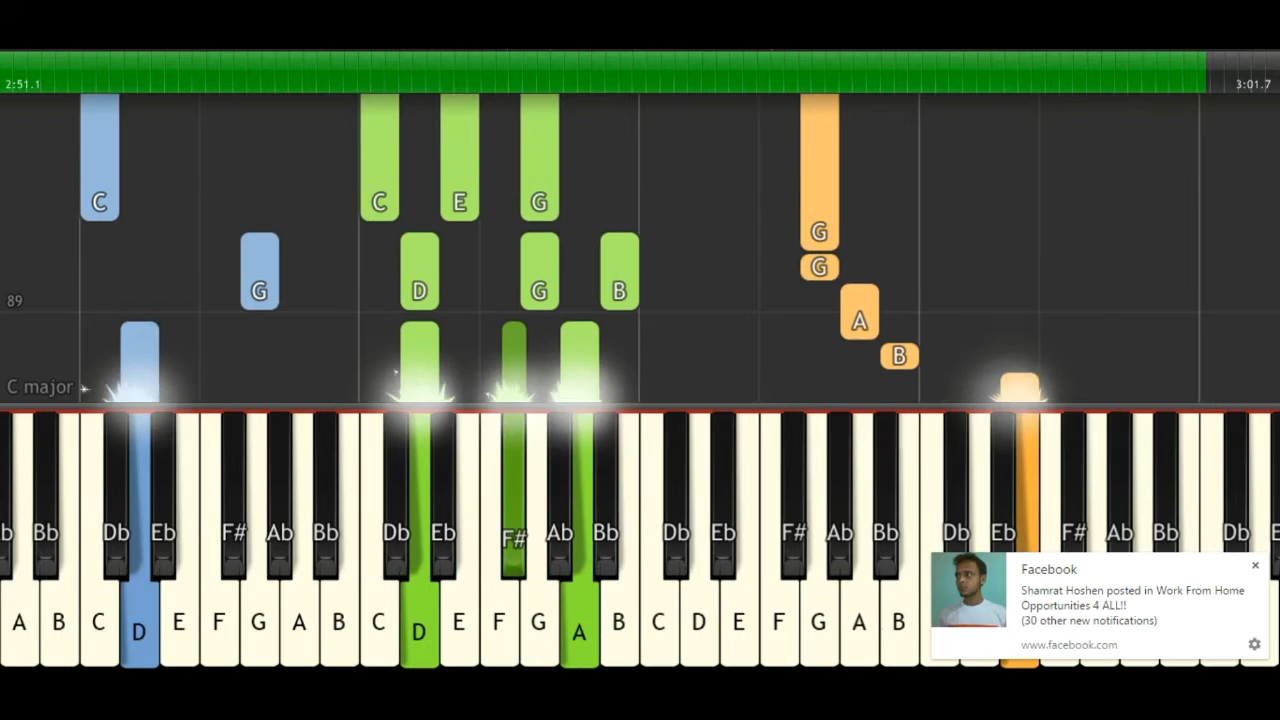 2:51.1 3:01.7
C C E G
G
G
G D G B
89
A
B
C major
b Bb Db Eb F# Ab Bb Db Eb F# Ab Bb Db Eb F# Ab Bb Db Eb F# Ab Bb Db E
A B C D E F G A B C D E F G A B C D E F G A B
Facebook
Shamrat Hoshen posted in Work From Home
Opportunities 4 ALL!!
(30 other new notifications)
www.facebook.com